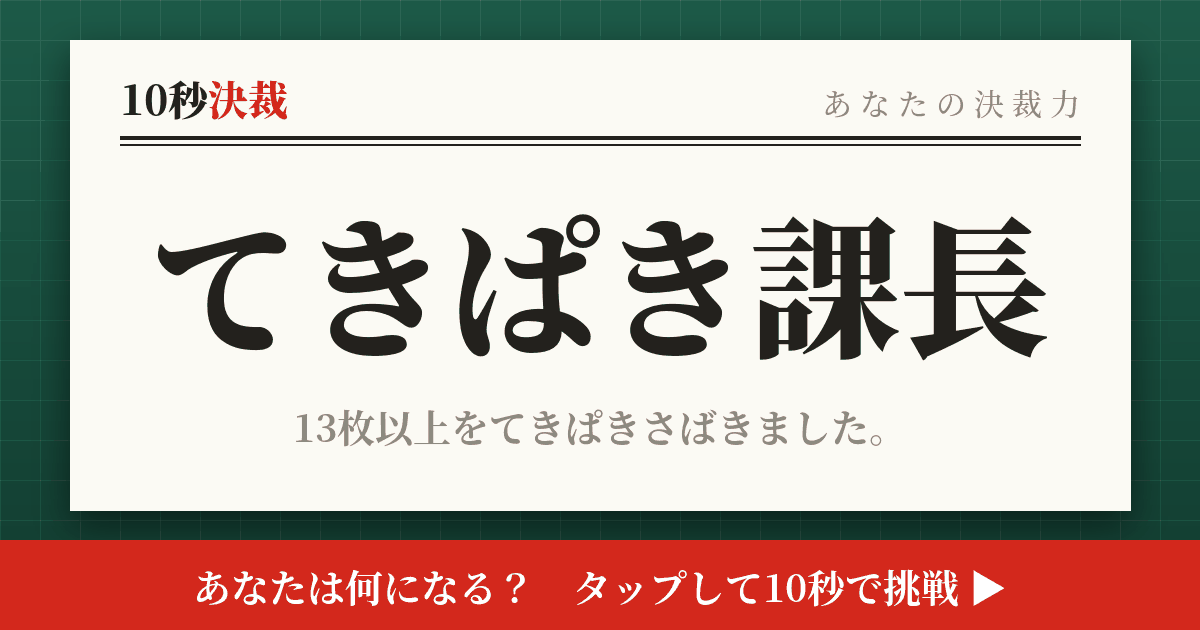 10秒決裁
あなたの決裁力
てきぱき課長
13枚以上をてきぱきさばきました。
あなたは何になる？　タップして10秒で挑戦 ▶